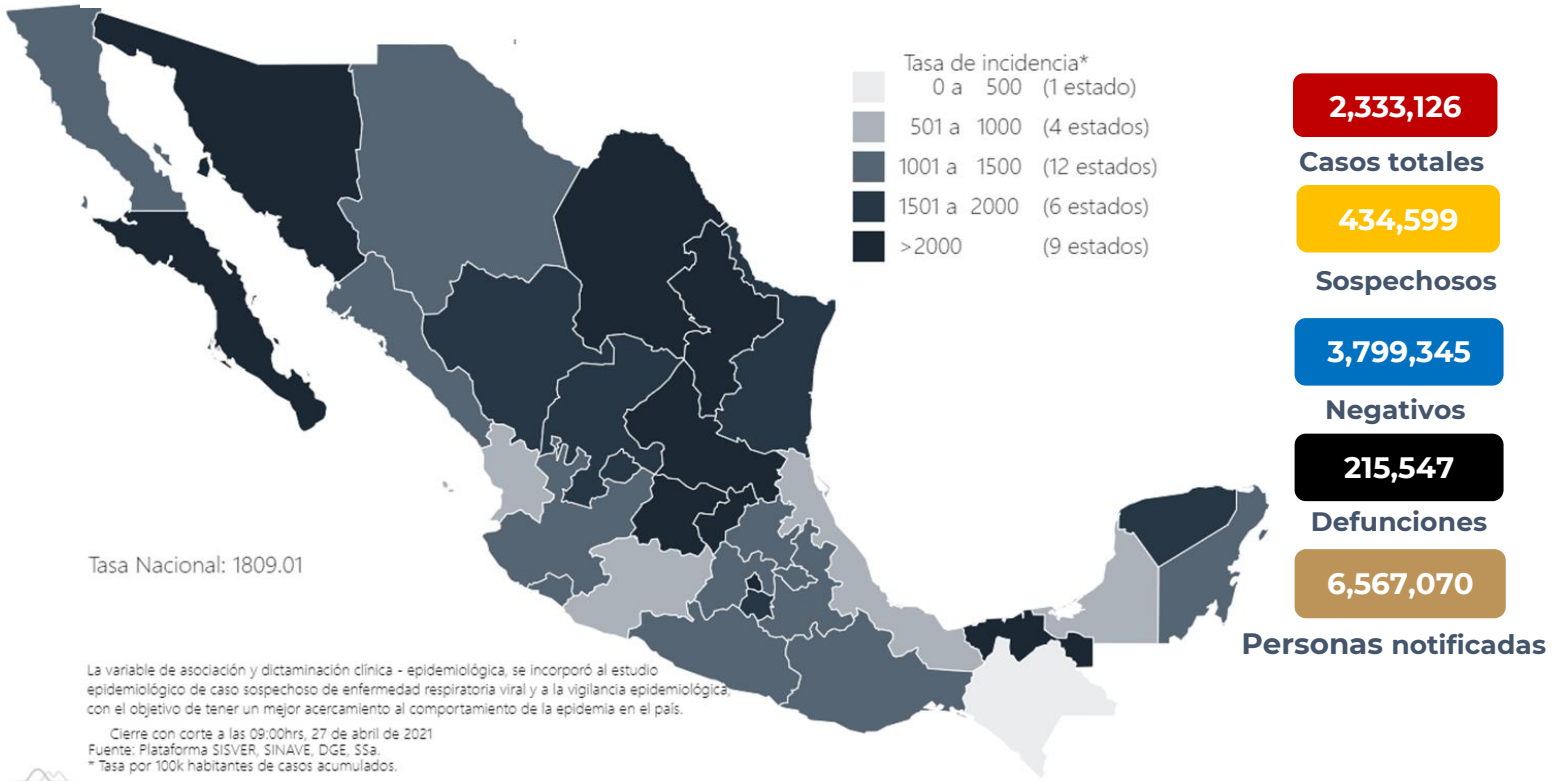 Tasa de incidencia*
0 a 500 (1 estado)
501 a 1000 (4 estados)
1001 a 1500 (12 estados)
1501 a 2000 (6 estados)
>2000 (9 estados)
2,333,126
Casos totales
434,599
Sospechosos
3,799,345
Negativos
215,547
Defunciones
6,567,070
Personas notificadas
Tasa Nacional: 1809.01
La variable de asociación y dictaminación clínica - epidemiológica, se incorporó al estudio
epidemiológico de caso sospechoso de enfermedad respiratoria viral y a la vigilancia epidemiológica,
con el objetivo de tener un mejor acercamiento al comportamiento de la epidemia en el país.
Cierre con corte a las 09:00hrs, 27 de abril de 2021
Fuente: Plataforma SISVER, SINAVE, DGE, SSa.
* Tasa por 100k habitantes de casos acumulados.